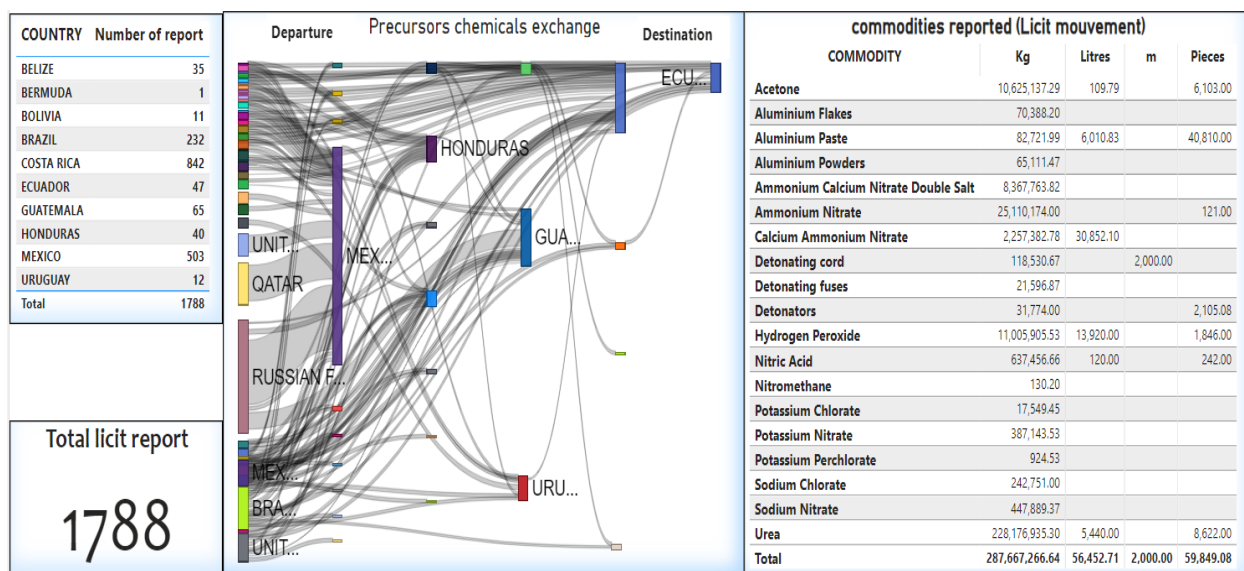 COUNTRY Number of report
BELIZE 35
BERMUDA 1
BOLIVIA 11
BRAZIL 232
COSTA RICA 842
ECUADOR 47
GUATEMALA 65
HONDURAS 40
MEXICO 503
URUGUAY 12
Total 1788
Total licit report
1788
Precursors chemicals exchange
Departure
Destination
ECU...
HONDURAS
UNIT...
MEX...
GUA...
QATAR
RUSSIAN F...
MEX...
URU...
BRA...
UNIT...
commodities reported (Licit mouvement)
COMMODITY Kg Litres m Pieces
Acetone 10,625,137.29 109.79 6,103.00
Aluminium Flakes 70,388.20
Aluminium Paste 82,721.99 6,010.83 40,810.00
Aluminium Powders 65,111.47
Ammonium Calcium Nitrate Double Salt 8,367,763.82
Ammonium Nitrate 25,110,174.00 121.00
Calcium Ammonium Nitrate 2,257,382.78 30,852.10
Detonating cord 118,530.67 2,000.00
Detonating fuses 21,596.87
Detonators 31,774.00 2,105.08
Hydrogen Peroxide 11,005,905.53 13,920.00 1,846.00
Nitric Acid 637,456.66 120.00 242.00
Nitromethane 130.20
Potassium Chlorate 17,549.45
Potassium Nitrate 387,143.53
Potassium Perchlorate 924.53
Sodium Chlorate 242,751.00
Sodium Nitrate 447,889.37
Urea 228,176,935.30 5,440.00 8,622.00
Total 287,667,266.64 56,452.71 2,000.00 59,849.08